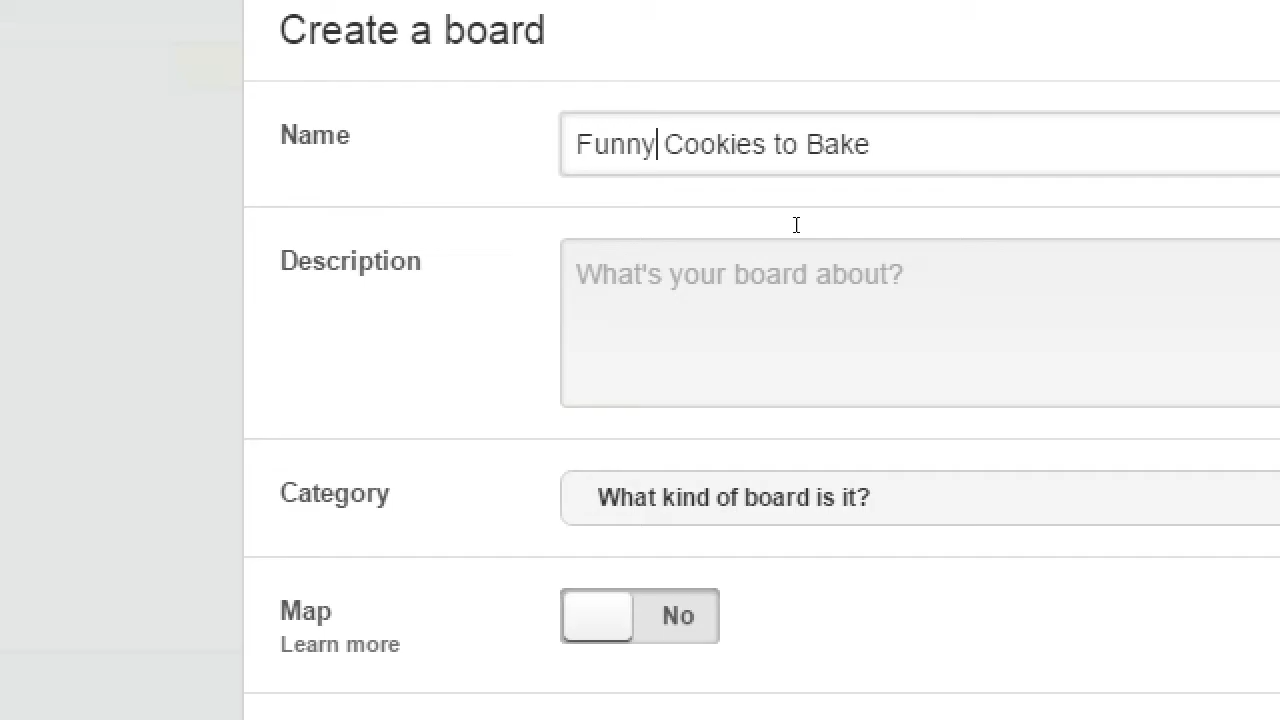 Create a board
Name
Funny Cookies to Bake
Description
What's your board about?
Category
What kind of board is it?
Map
No
Learn more